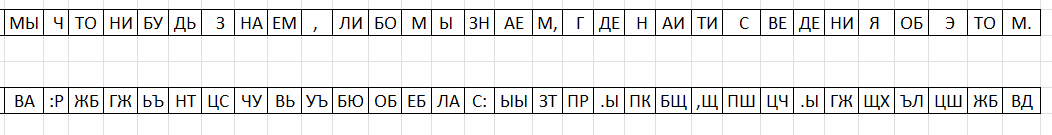 МЫ Ч ТО НИ БУ ДЬ З НА ЕМ , ЛИ БО М Ы ЗН АЕ М, Г ДЕ Н АИ ТИ С ВЕ ДЕ НИ Я ОБ Э ТО М.
ВА :Р ЖБ ГЖ ЬЪ НТ ЦС ЧУ ВЬ УЪ БЮ ОБ ЕБ ЛА С: ЫЫ ЗТ ПР .Ы ПК БЩ ,Щ ПШ ЦЧ .Ы ГЖ ЩХ ЪЛ ЦШ ЖБ ВД